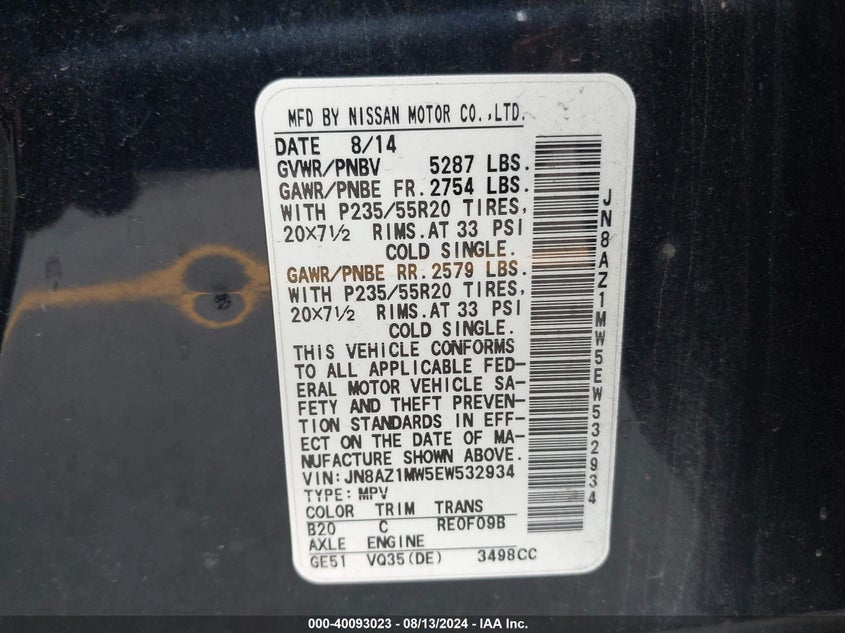 MFD BY NISSAN MOTOR CO.,LTD.
DATE 8/14
GVWR/PNBV 5287 LBS.
GAWR/PNBE FR. 2754 LBS.
WITH P235/55R20 TIRES,
20X7½ RIMS.AT 33 PSI
COLD SINGLE.
GAWR/PNBE RR. 2579 LBS.
WITH P235/55R20 TIRES,
20X7½ RIMS.AT 33 PSI
COLD SINGLE.
THIS VEHICLE CONFORMS
TO ALL APPLICABLE FED-
ERAL MOTOR VEHICLE SA-
FETY AND THEFT PREVEN-
TION STANDARDS IN EFF-
ECT ON THE DATE OF MA-
NUFACTURE SHOWN ABOVE.
VIN:JN8AZ1MW5EW532934
TYPE: MPV
COLOR TRIM TRANS
B20 C RE0F09B
AXLE ENGINE
GE51 VQ35(DE) 3498CC
JN8AZ1MW5EW532934
000-40093023 - 08/13/2024 - IAA Inc.